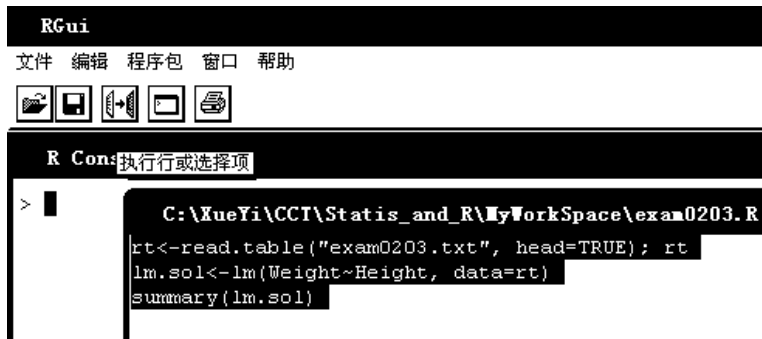 RGui
文件 编辑 程序包 窗口 帮助
R Cons
执行行或选择项
>
C:\XueYi\CCT\Statis_and_R\MyWorkSpace\exam0203.R
rt<-read.table("exam0203.txt", head=TRUE); rt
lm.sol<-lm(Weight~Height, data=rt)
summary(lm.sol)